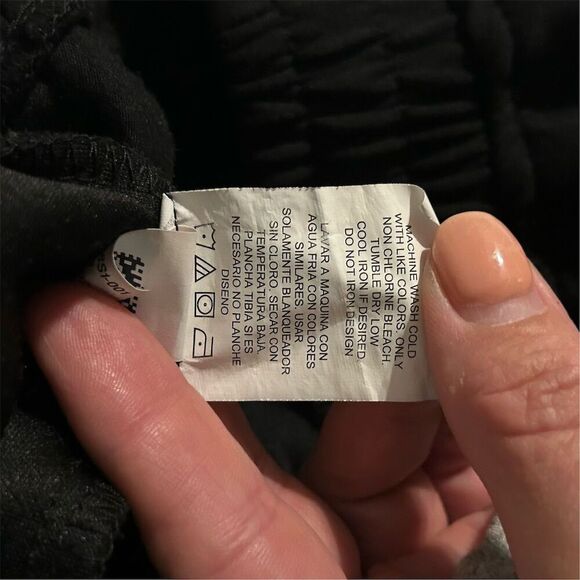 MACHINE WASH COLD
WITH LIKE COLORS. ONLY
NON CHLORINE BLEACH.
TUMBLE DRY LOW
COOL IRON IF DESIRED
DO NOT IRON DESIGN
LAVAR A MAQUINA CON
AGUA FRIA CON COLORES
SIMILARES. USAR
SOLAMENTE BLANQUEADOR
SIN CLORO. SECAR CON
TEMPERATURA BAJA.
PLANCHA TIBIA SI ES
NECESARIO.NO PLANCHE
DISENO